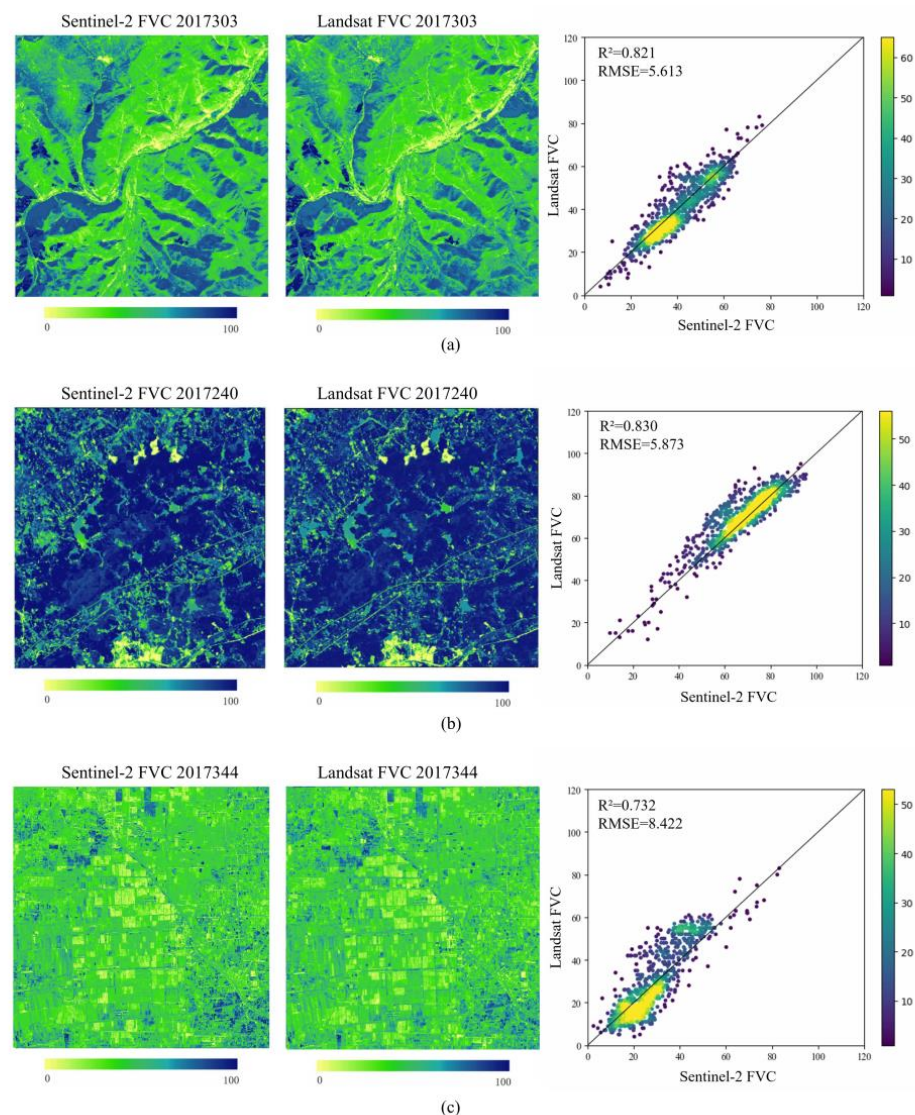 Sentinel-2 FVC 2017303
Landsat FVC 2017303
R²=0.821
RMSE=5.613
120
100
80
60
40
20
0
Landsat FVC
0 20 40 60 80 100 120
Sentinel-2 FVC
60
50
40
30
20
10
0 100
0 100
(a)
Sentinel-2 FVC 2017240
Landsat FVC 2017240
R²=0.830
RMSE=5.873
120
100
80
60
40
20
0
Landsat FVC
0 20 40 60 80 100 120
Sentinel-2 FVC
50
40
30
20
10
0 100
0 100
(b)
Sentinel-2 FVC 2017344
Landsat FVC 2017344
R²=0.732
RMSE=8.422
120
100
80
60
40
20
0
Landsat FVC
0 20 40 60 80 100 120
Sentinel-2 FVC
50
40
30
20
10
0 100
0 100
(c)